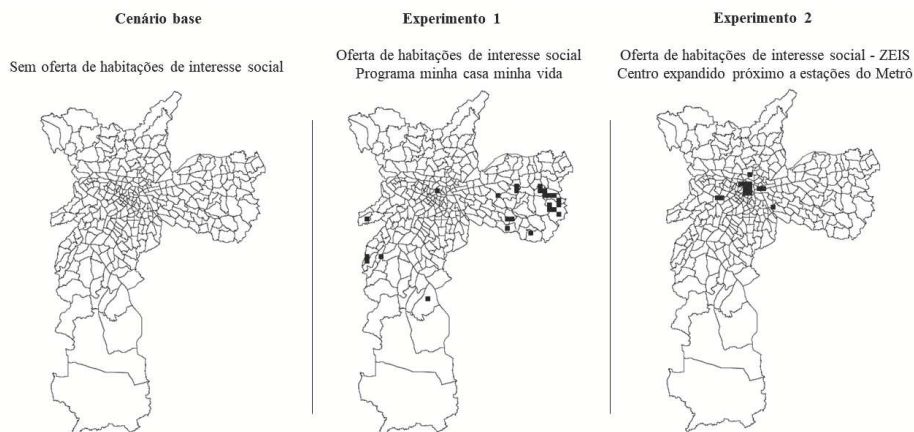 Cenário base
Sem oferta de habitações de interesse social
Experimento 1
Oferta de habitações de interesse social
Programa minha casa minha vida
Experimento 2
Oferta de habitações de interesse social - ZEIS
Centro expandido próximo a estações do Metrô